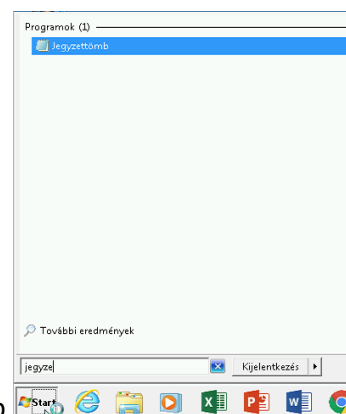 Programok (1)
Jegyzettömb
További eredmények
jegyze
Kijelentkezés
Start